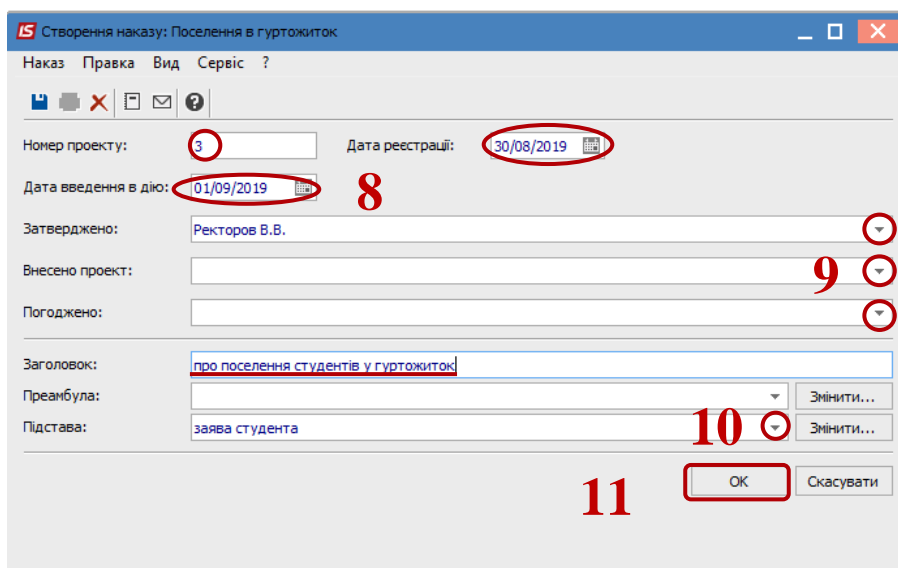 IS Створення наказу: Поселення в гуртожиток
Наказ Правка Вид Сервіс ?
Номер проекту: 3 Дата реєстрації: 30/08/2019
Дата введення в дію: 01/09/2019 8
Затверджено: Ректоров В.В.
Внесено проект: 9
Погоджено:
Заголовок: про поселення студентів у гуртожиток
Преамбула: Змінити...
Підстава: заява студента 10 Змінити...
11 ОК Скасувати